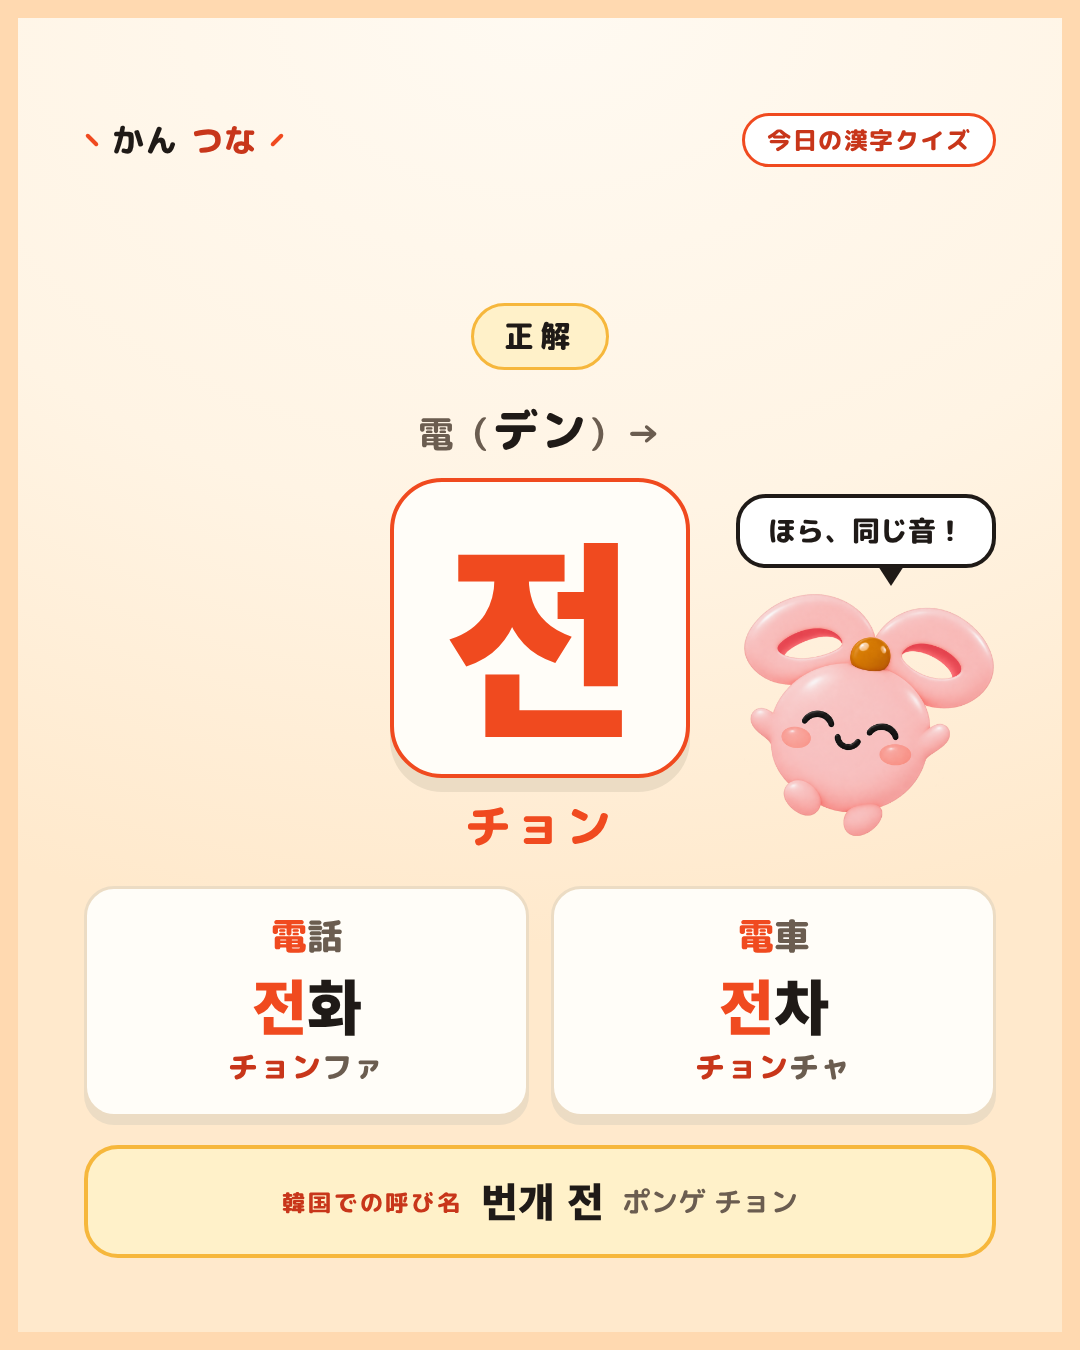 かん つな
今日の漢字クイズ
正解
電（デン）→
전
チョン
ほら、同じ音！
電話
전화
チョンファ
電車
전차
チョンチャ
韓国での呼び名 번개 전 ポンゲ チョン